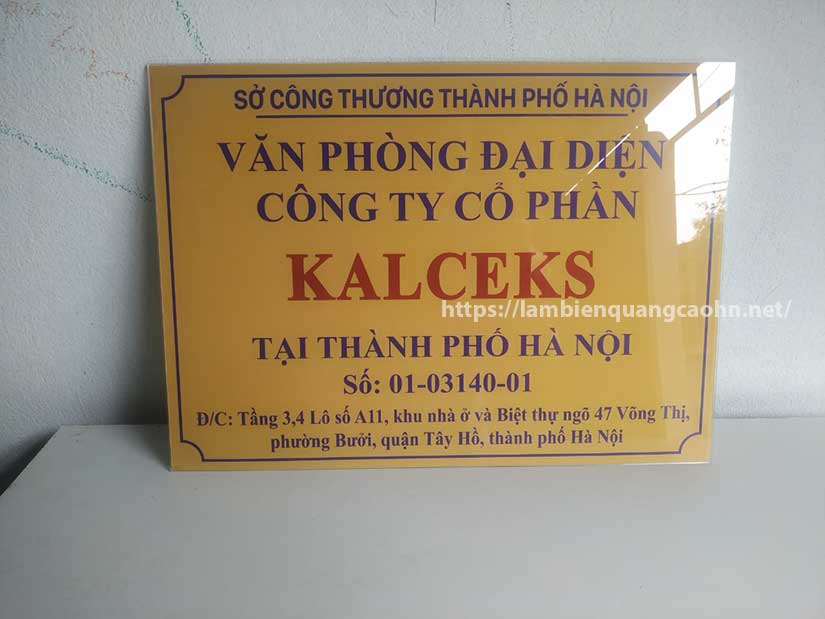 SỞ CÔNG THƯƠNG THÀNH PHỐ HÀ NỘI
VĂN PHÒNG ĐẠI DIỆN
CÔNG TY CỔ PHẦN
KALCEKS
https://lambienquangcaohn.net/
TẠI THÀNH PHỐ HÀ NỘI
Số: 01-03140-01
Đ/C: Tầng 3,4 Lô số A11, khu nhà ở và Biệt thự ngõ 47 Võng Thị,
phường Bưởi, quận Tây Hồ, thành phố Hà Nội